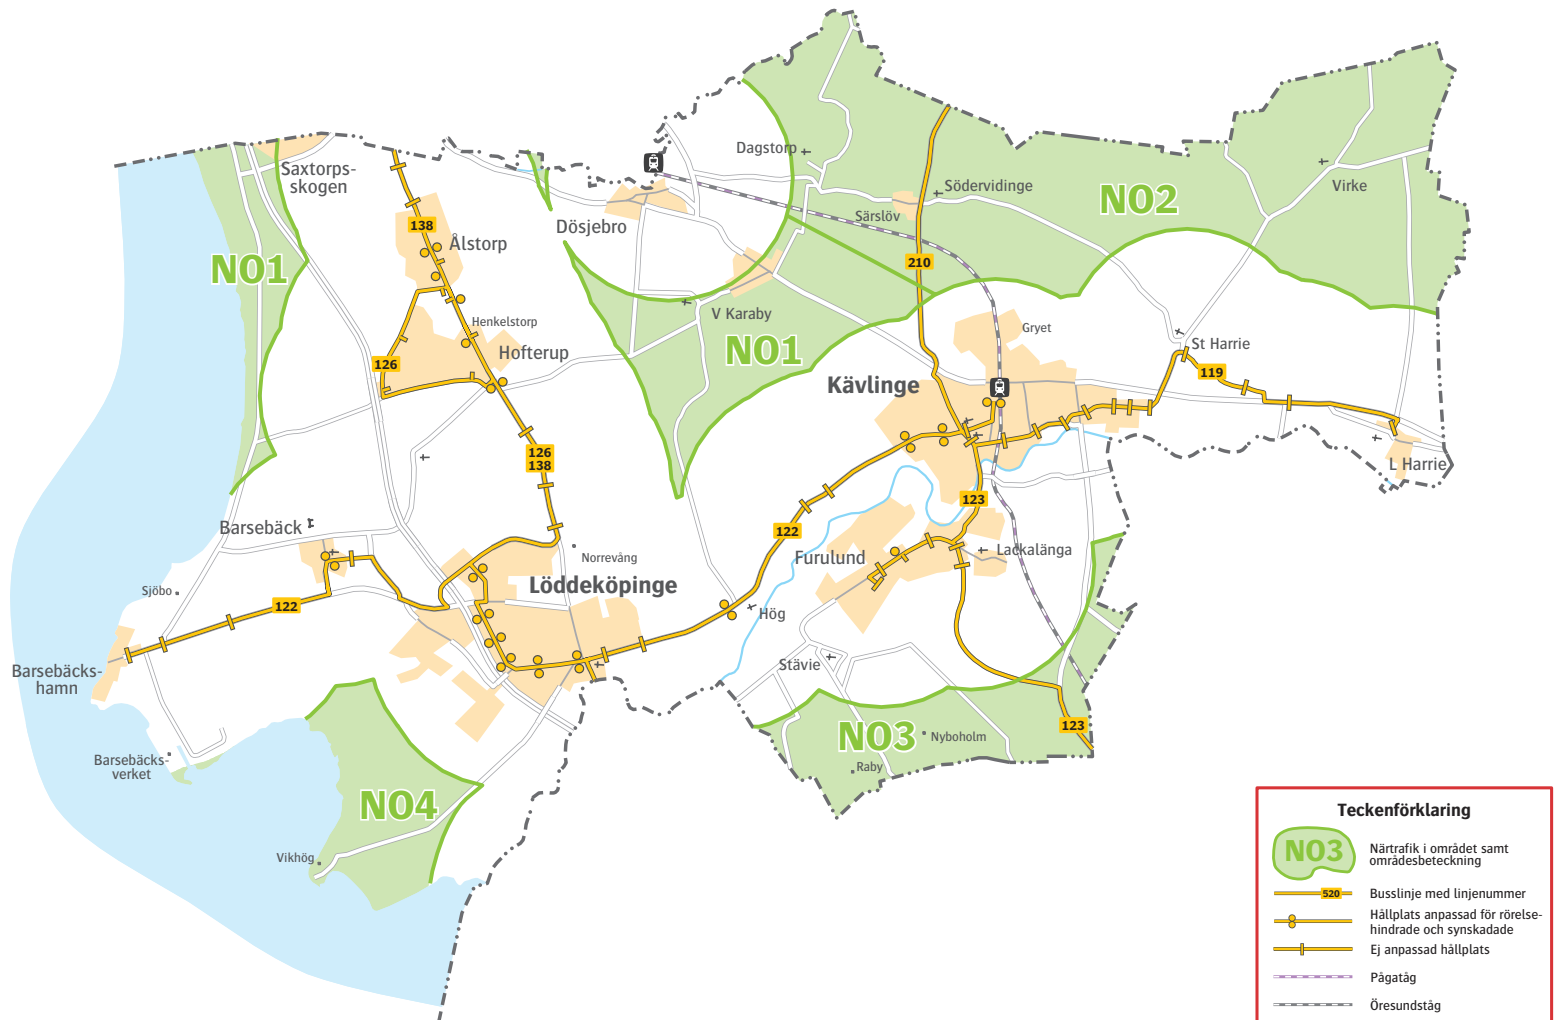 Dagstorp
Saxtorps-
skogen
Södervidinge
NO2
Virke
138
Dösjebro
Särslöv
Ålstorp
NO1
210
V Karaby
Henkelstorp
Gryet
St Harrie
Hofterup
NO1
126
119
Kävlinge
126
138
L Harrie
123
Barsebäck
122
Norrevång
Furulund
Lackalänga
Sjöbo
Löddeköpinge
122
Hög
Barsebäcks-
hamn
Stävie
123
NO3
Nyboholm
Barsebäcks-
verket
Raby
NO4
Vikhög
Teckenförklaring
NO3
Närtrafik i området samt
områdesbeteckning
520
Busslinje med linjenummer
Hållplats anpassad för rörelse-
hindrade och synskadade
Ej anpassad hållplats
Pågatåg
Öresundståg